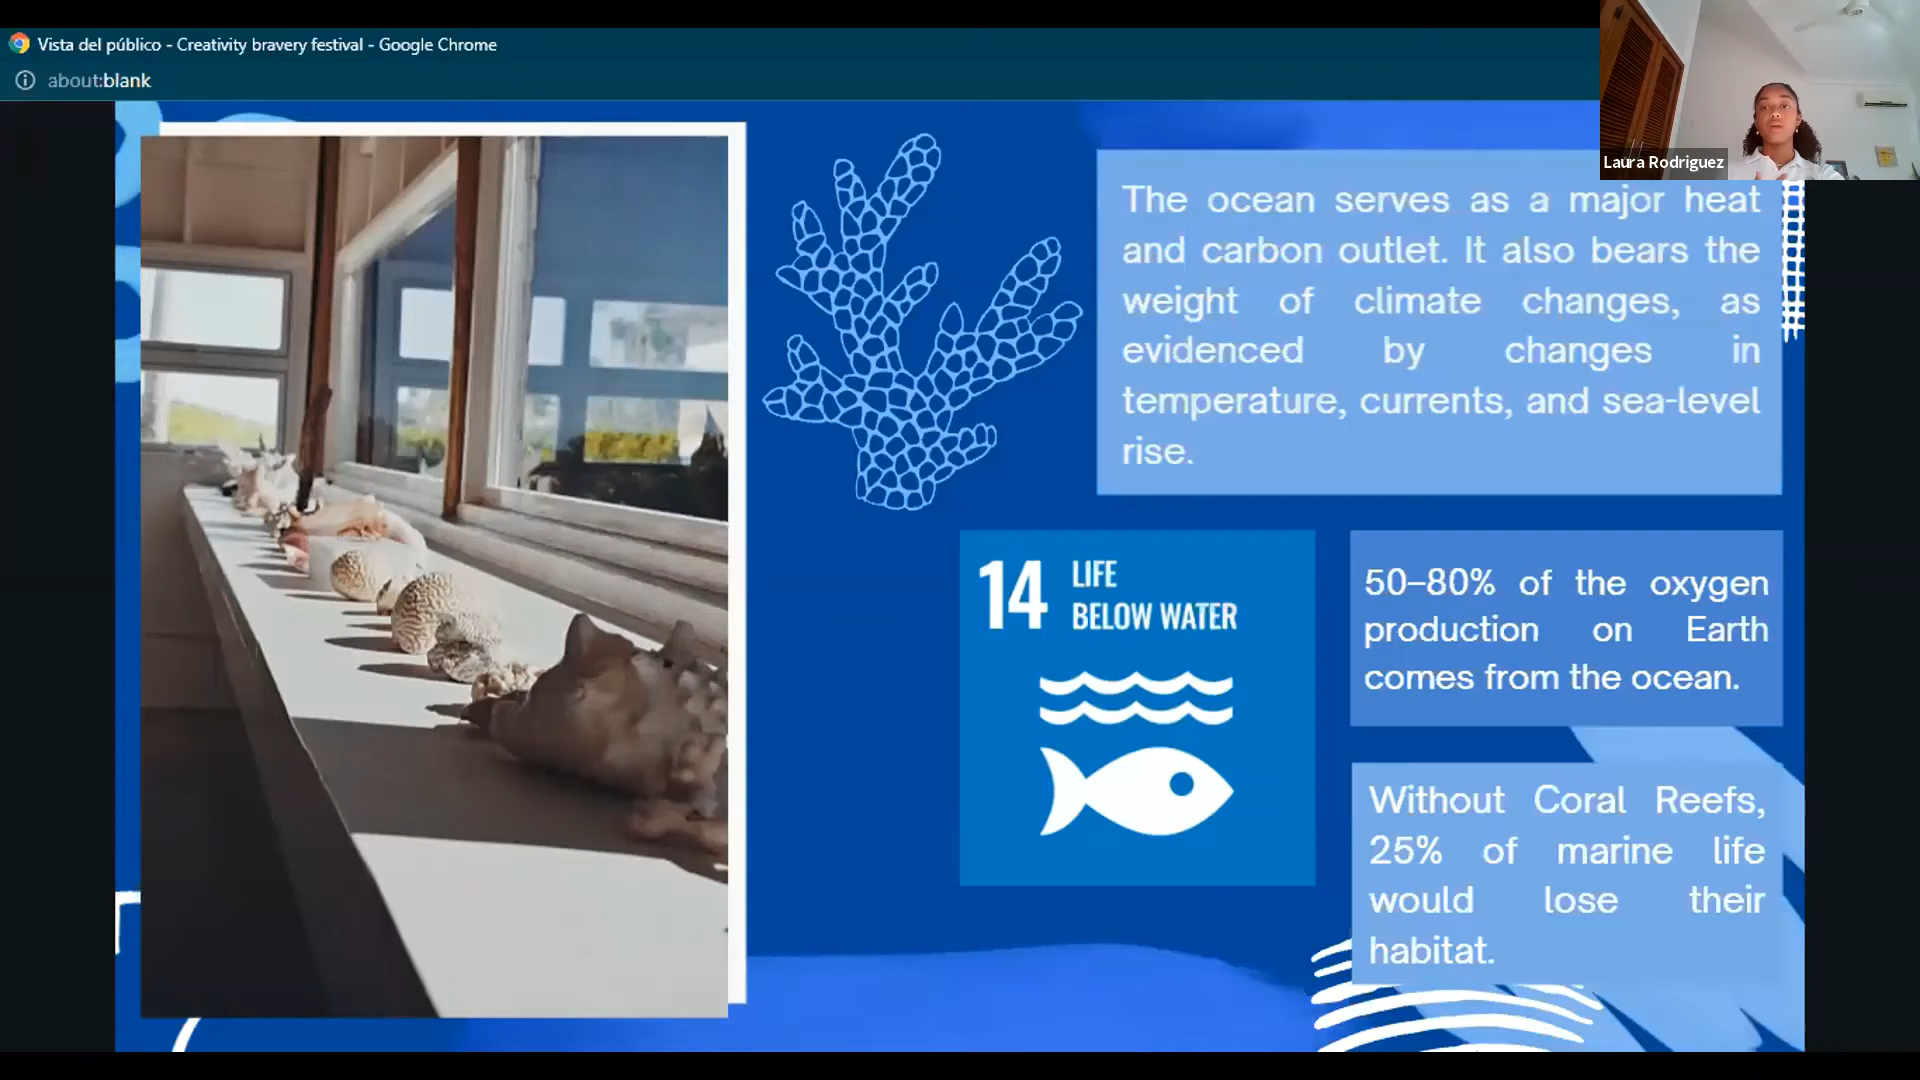 Vista del público - Creativity bravery festival - Google Chrome
about:blank
Laura Rodriguez
The ocean serves as a major heat
and carbon outlet. It also bears the
weight of climate changes, as
evidenced by changes in
temperature, currents, and sea-level
rise.
14 LIFE
BELOW WATER
50–80% of the oxygen
production on Earth
comes from the ocean.
Without Coral Reefs,
25% of marine life
would lose their
habitat.